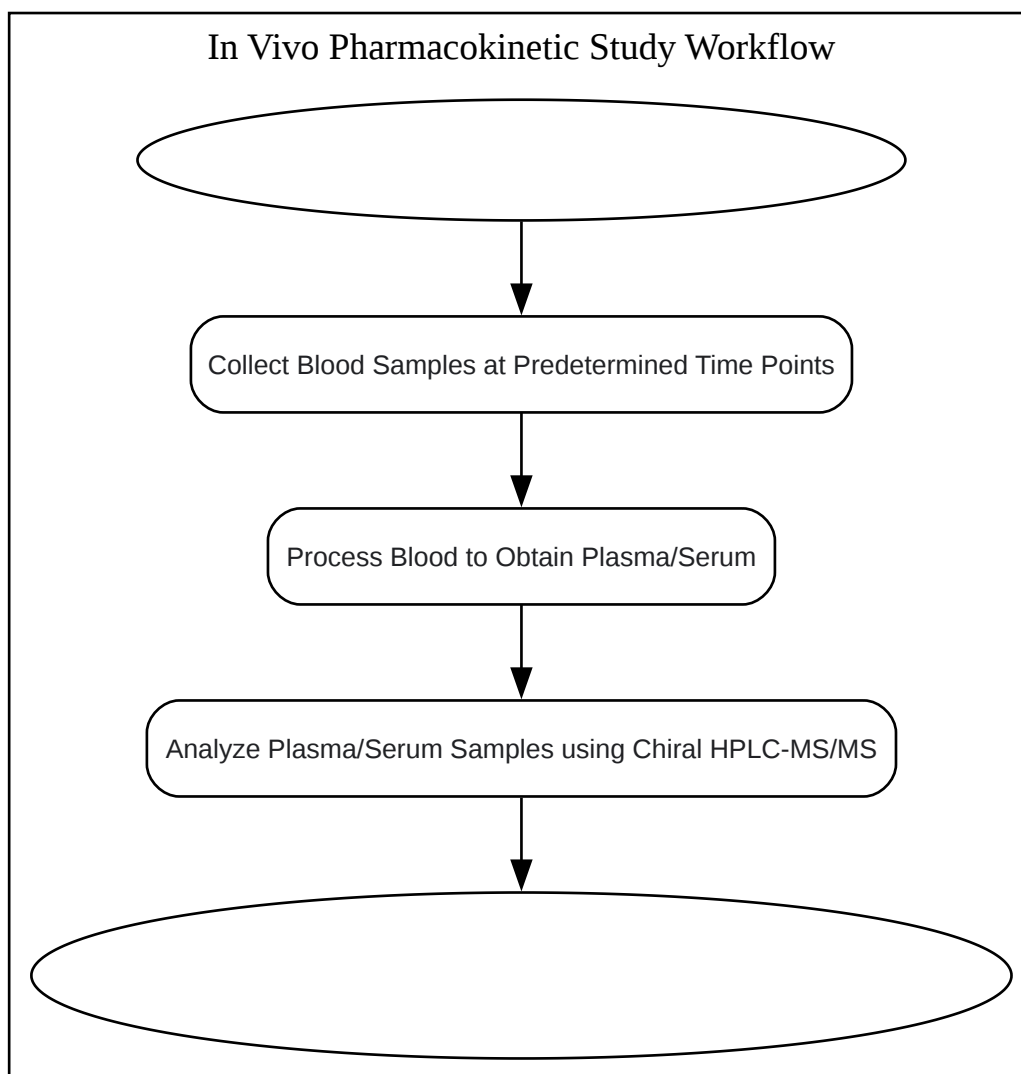 In Vivo Pharmacokinetic Study Workflow
Collect Blood Samples at Predetermined Time Points
Process Blood to Obtain Plasma/Serum
Analyze Plasma/Serum Samples using Chiral HPLC-MS/MS